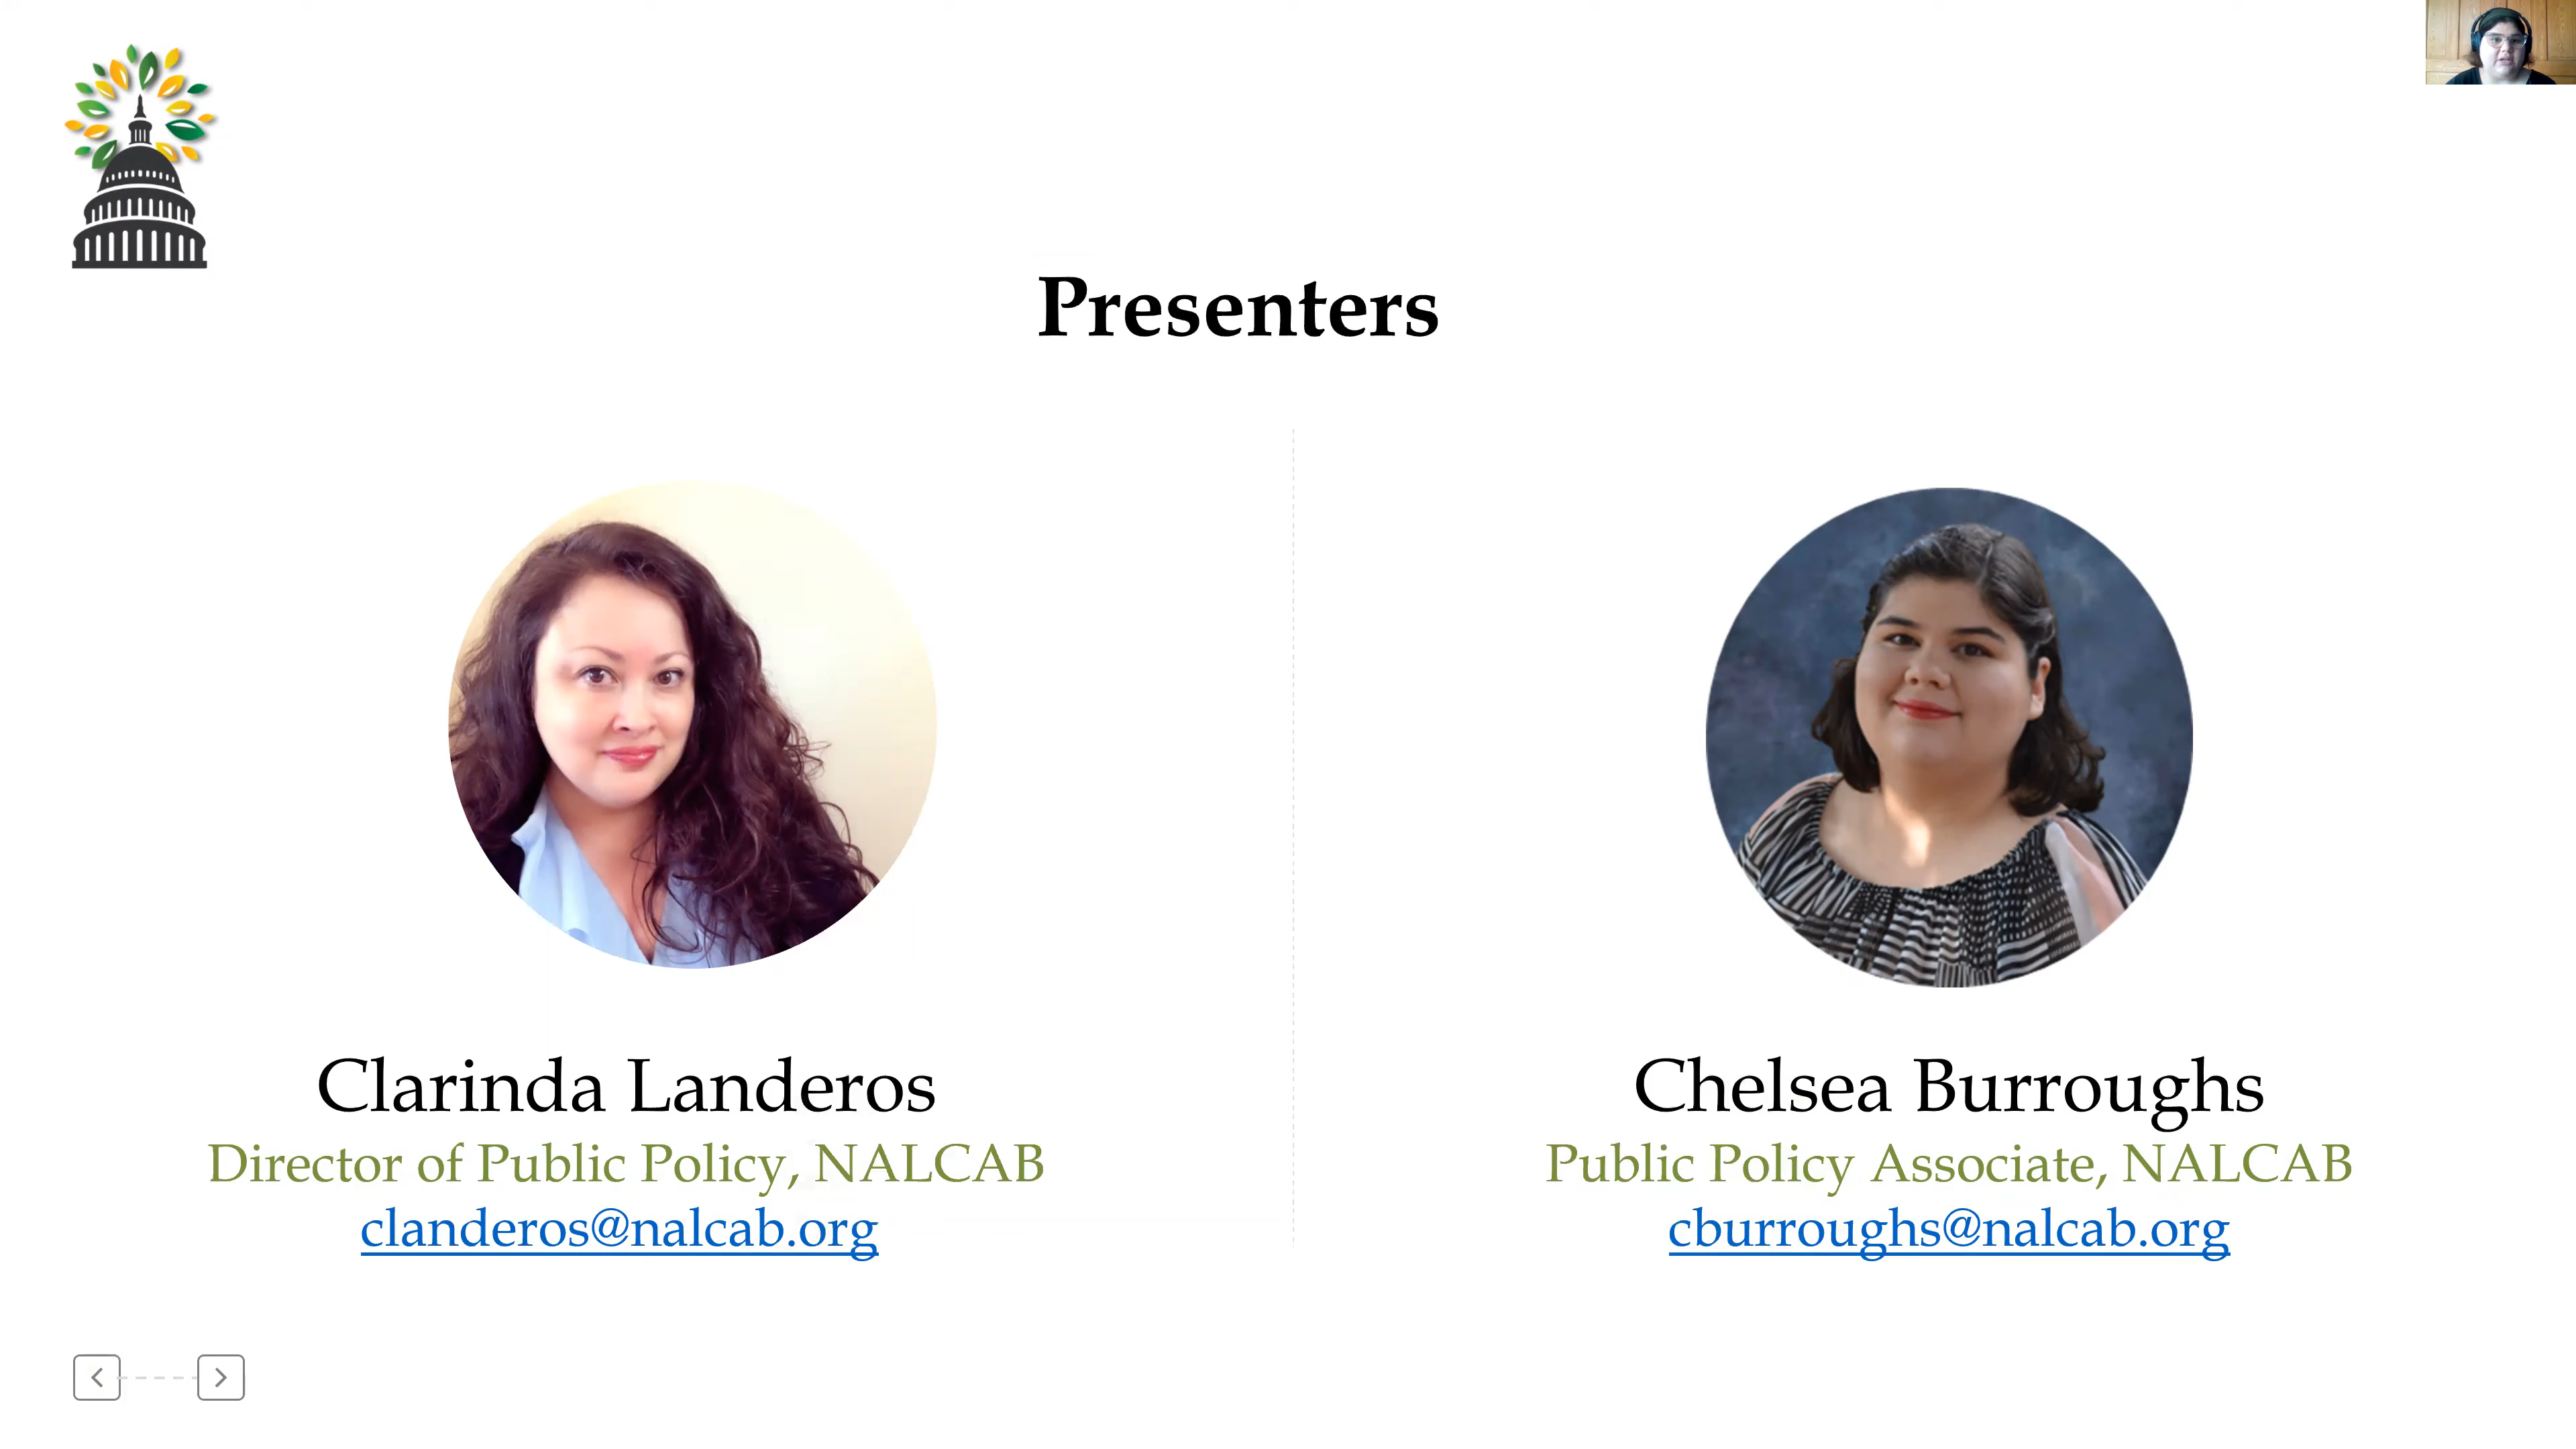 Presenters
Clarinda Landeros
Director of Public Policy, NALCAB
clanderos@nalcab.org
Chelsea Burroughs
Public Policy Associate, NALCAB
cburroughs@nalcab.org